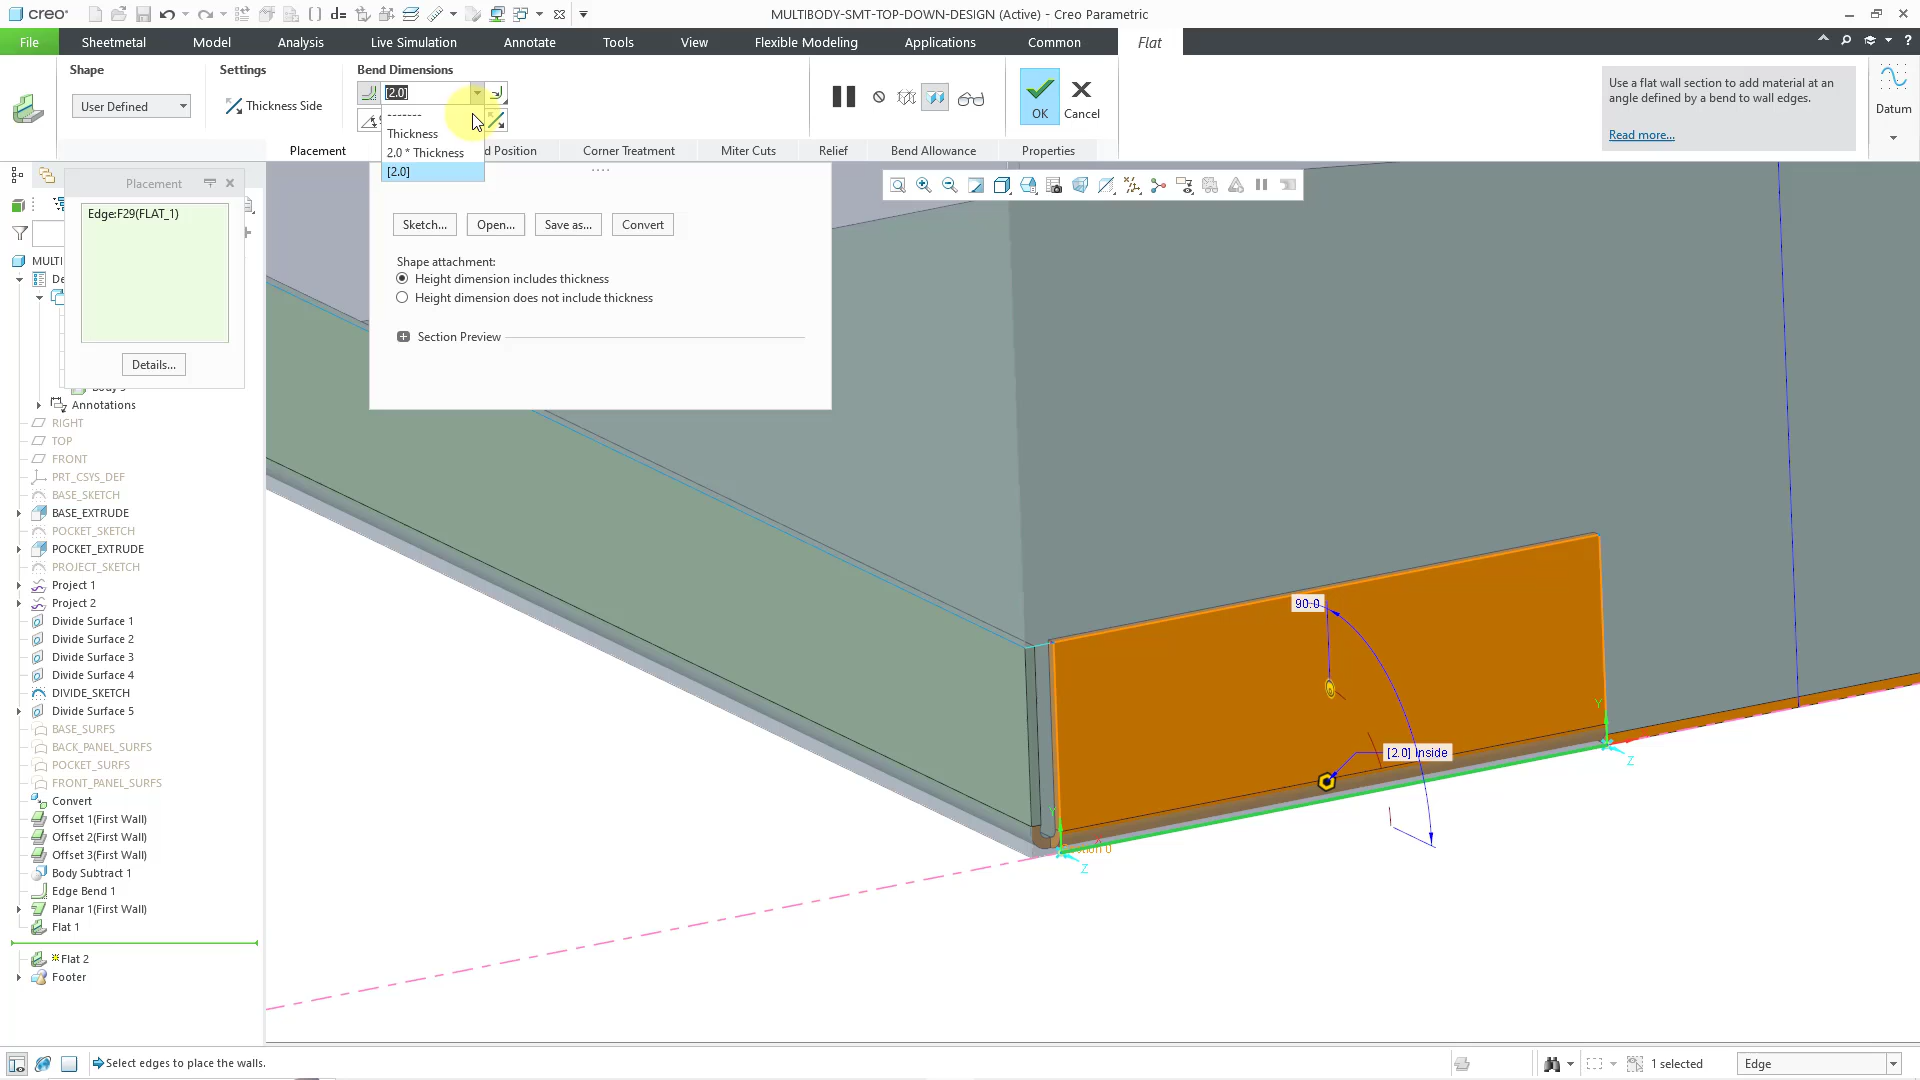 creo
MULTIBODY-SMT-TOP-DOWN-DESIGN (Active) - Creo Parametric
File
Sheetmetal
Model
Analysis
Live Simulation
Annotate
Tools
View
Flexible Modeling
Applications
Common
Flat
Shape
User Defined
Settings
Thickness Side
Bend Dimensions
[2.0]
-------
Thickness
2.0 * Thickness
[2.0]
OK
Cancel
Use a flat wall section to add material at an
angle defined by a bend to wall edges.
Read more...
Datum
Placement
d Position
Corner Treatment
Miter Cuts
Relief
Bend Allowance
Properties
Placement
Edge:F29(FLAT_1)
Details...
Sketch...
Open...
Save as...
Convert
Shape attachment:
Height dimension includes thickness
Height dimension does not include thickness
Section Preview
MULTI
De
Annotations
RIGHT
TOP
FRONT
PRT_CSYS_DEF
BASE_SKETCH
BASE_EXTRUDE
POCKET_SKETCH
POCKET_EXTRUDE
PROJECT_SKETCH
Project 1
Project 2
Divide Surface 1
Divide Surface 2
Divide Surface 3
Divide Surface 4
DIVIDE_SKETCH
Divide Surface 5
BASE_SURFS
BACK_PANEL_SURFS
POCKET_SURFS
FRONT_PANEL_SURFS
Convert
Offset 1(First Wall)
Offset 2(First Wall)
Offset 3(First Wall)
Body Subtract 1
Edge Bend 1
Planar 1(First Wall)
Flat 1
Flat 2
Footer
90.0
[2.0] Inside
Y
Z
Y
Z
Select edges to place the walls.
1 selected
Edge